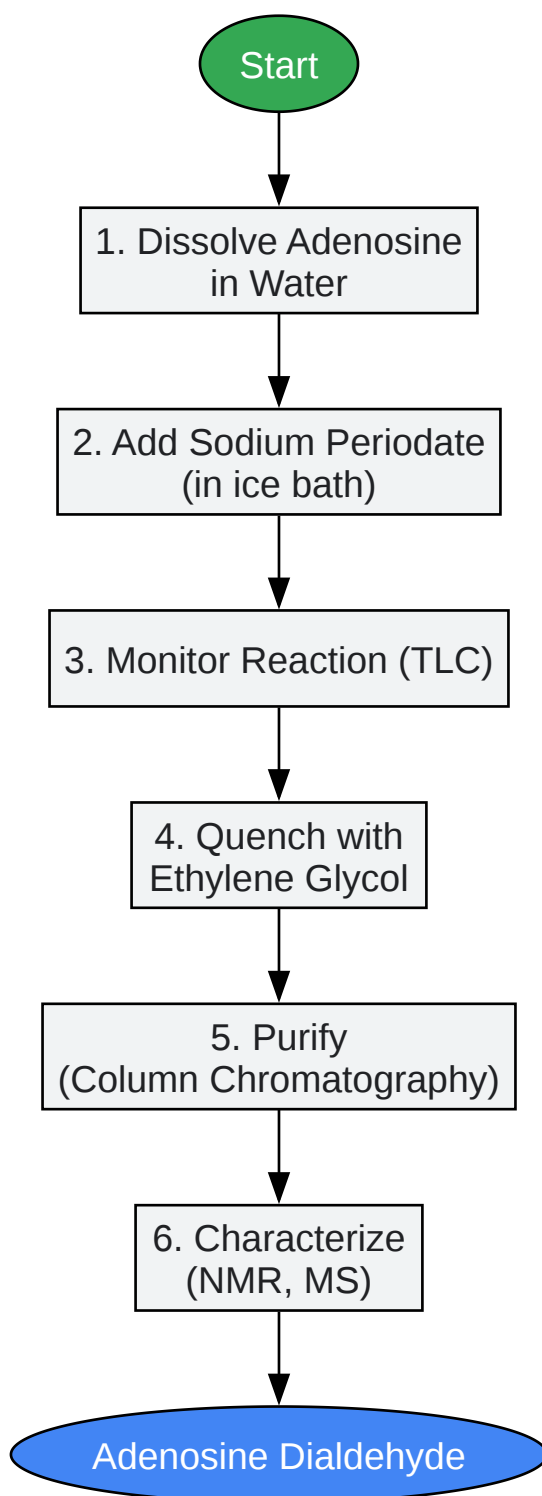 Start
1. Dissolve Adenosine
in Water
2. Add Sodium Periodate
(in ice bath)
3. Monitor Reaction (TLC)
4. Quench with
Ethylene Glycol
5. Purify
(Column Chromatography)
6. Characterize
(NMR, MS)
Adenosine Dialdehyde